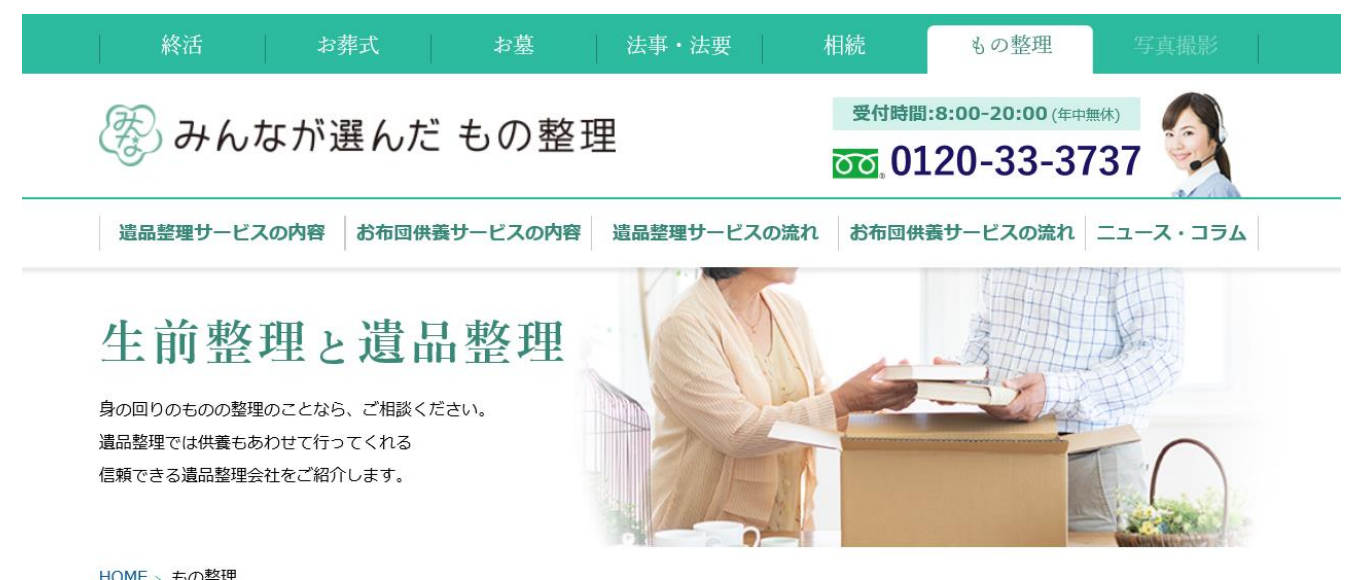 終活 お葬式 お墓 法事・法要 相続 もの整理 写真撮影
みな
みんなが選んだ もの整理
受付時間:8:00-20:00 (年中無休)
0120-33-3737
遺品整理サービスの内容 お布団供養サービスの内容 遺品整理サービスの流れ お布団供養サービスの流れ ニュース・コラム
生前整理と遺品整理
身の回りのものの整理のことなら、ご相談ください。
遺品整理では供養もあわせて行ってくれる
信頼できる遺品整理会社をご紹介します。
HOME > もの整理